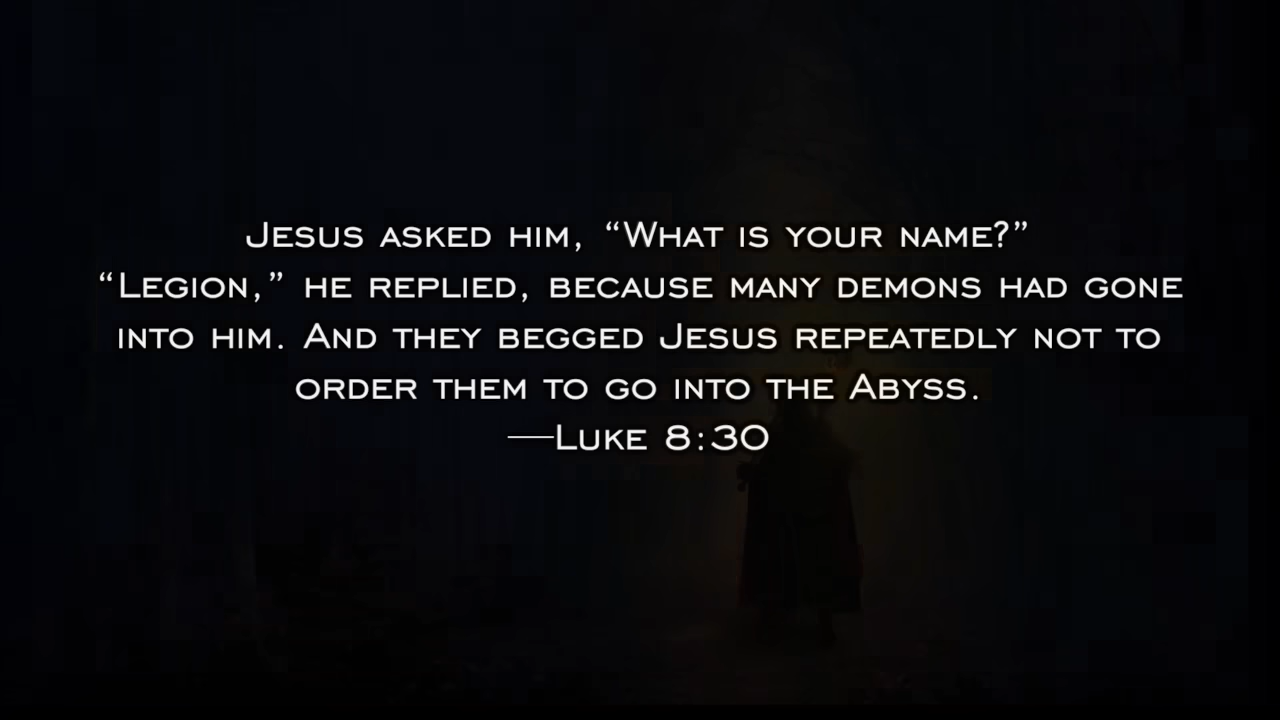 Jesus asked him, “What is your name?”
“Legion,” he replied, because many demons had gone
into him. And they begged Jesus repeatedly not to
order them to go into the Abyss.
—Luke 8:30